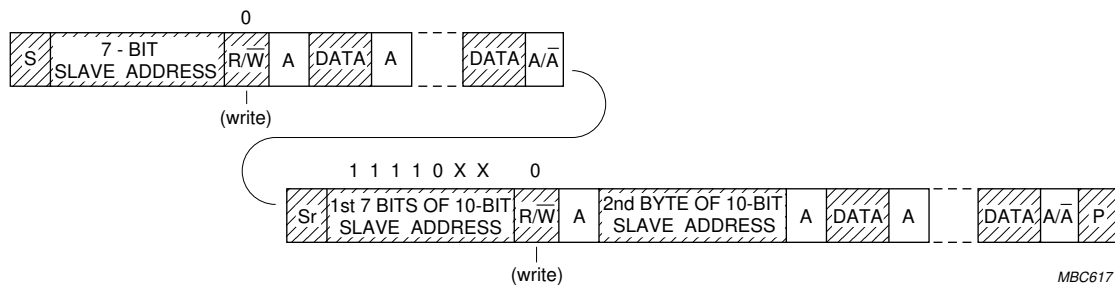 0
S 7 - BIT SLAVE ADDRESS R/W̅ A DATA A DATA A/A̅
(write)
1 1 1 1 0 X X 0
Sr 1st 7 BITS OF 10-BIT SLAVE ADDRESS R/W̅ A 2nd BYTE OF 10-BIT SLAVE ADDRESS A DATA A DATA A/A̅ P
(write)
MBC617